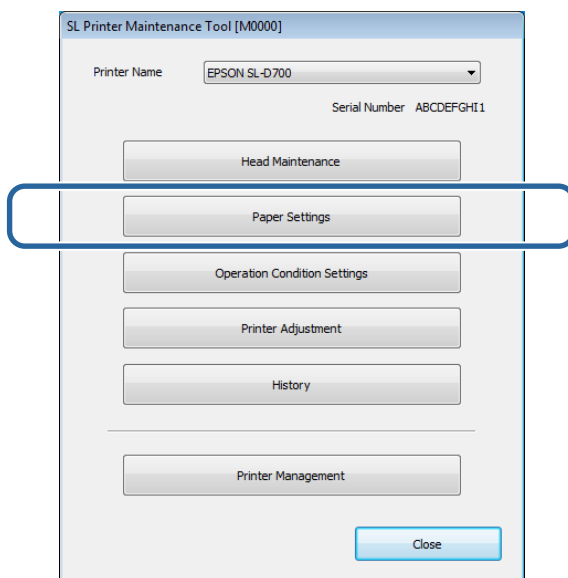 SL Printer Maintenance Tool [M0000]
Printer Name EPSON SL-D700
Serial Number ABCDEFGHI1
Head Maintenance
Paper Settings
Operation Condition Settings
Printer Adjustment
History
Printer Management
Close